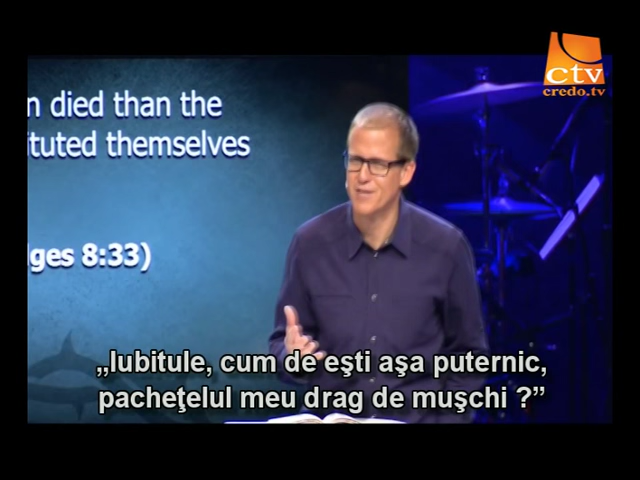 ctv
credo.tv
n died than the
ituted themselves
ges 8:33)
„Iubitule, cum de eşti aşa puternic,
pacheţelul meu drag de muşchi ?”